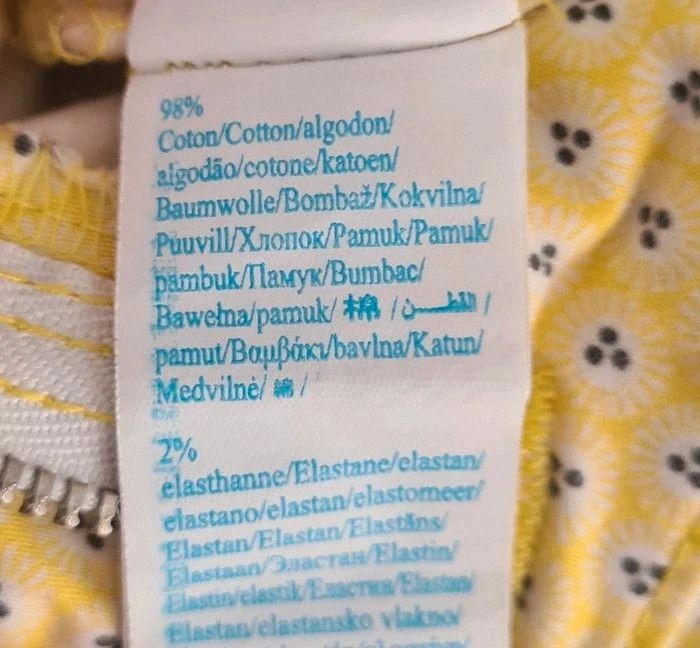 98%
Coton/Cotton/algodon/
algodão/cotone/katoen/
Baumwolle/Bombaž/Kokvilna/
Puuvill/Хлопок/Pamuk/Pamuk/
pambuk/Памук/Bumbac/
Bawełna/pamuk/ 棉 / القطن /
pamut/Βαμβάκι/bavlna/Katun/
Medvilnė/ 綿 /
2%
elasthanne/Elastane/elastan/
elastano/elastan/elastomeer/
Elastan/Elastan/Elastāns/
Elastaan/Эластан/Elastin/
Elastin/elastik/Еластин/Elastan/
Elastan/elastansko vlakno/